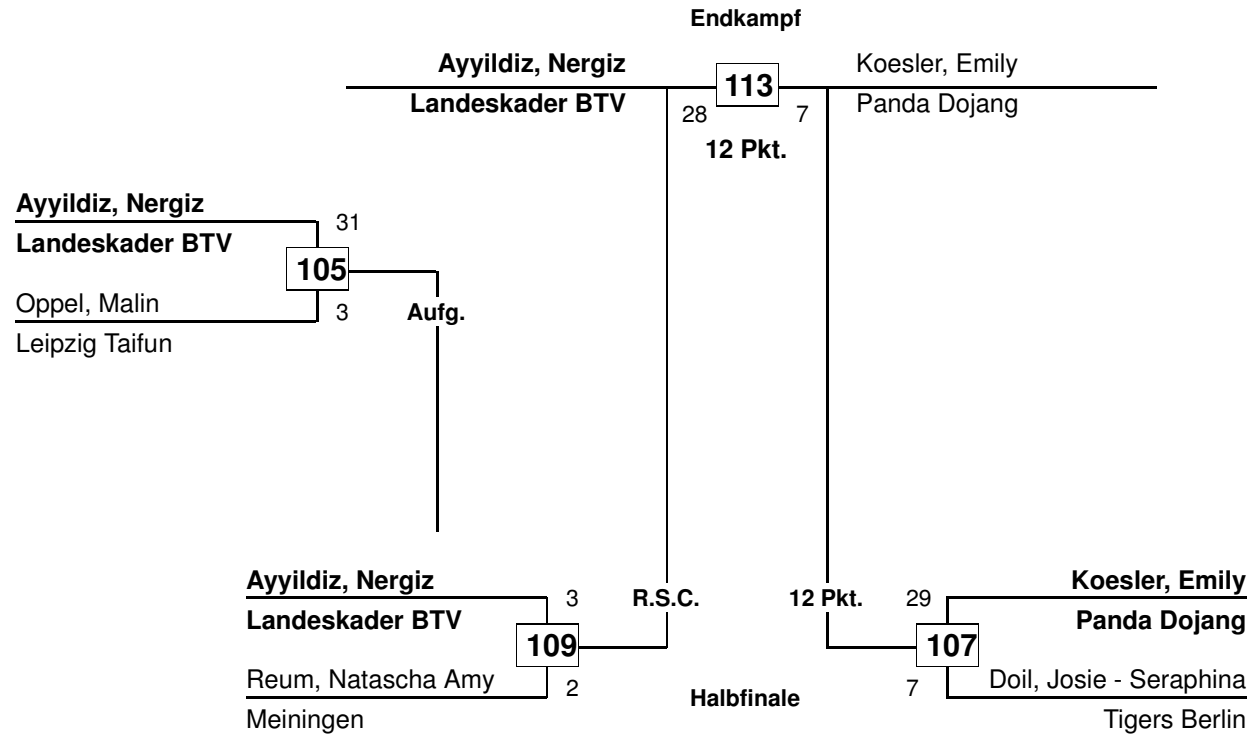 Endkampf
Ayyildiz, Nergiz
Landeskader BTV
113
Koesler, Emily
Panda Dojang
28
7
12 Pkt.
Ayyildiz, Nergiz
Landeskader BTV
31
105
Oppel, Malin
Leipzig Taifun
3
Aufg.
Ayyildiz, Nergiz
Landeskader BTV
3
R.S.C.
109
Reum, Natascha Amy
Meiningen
2
Halbfinale
12 Pkt.
29
Koesler, Emily
Panda Dojang
107
7
Doil, Josie - Seraphina
Tigers Berlin